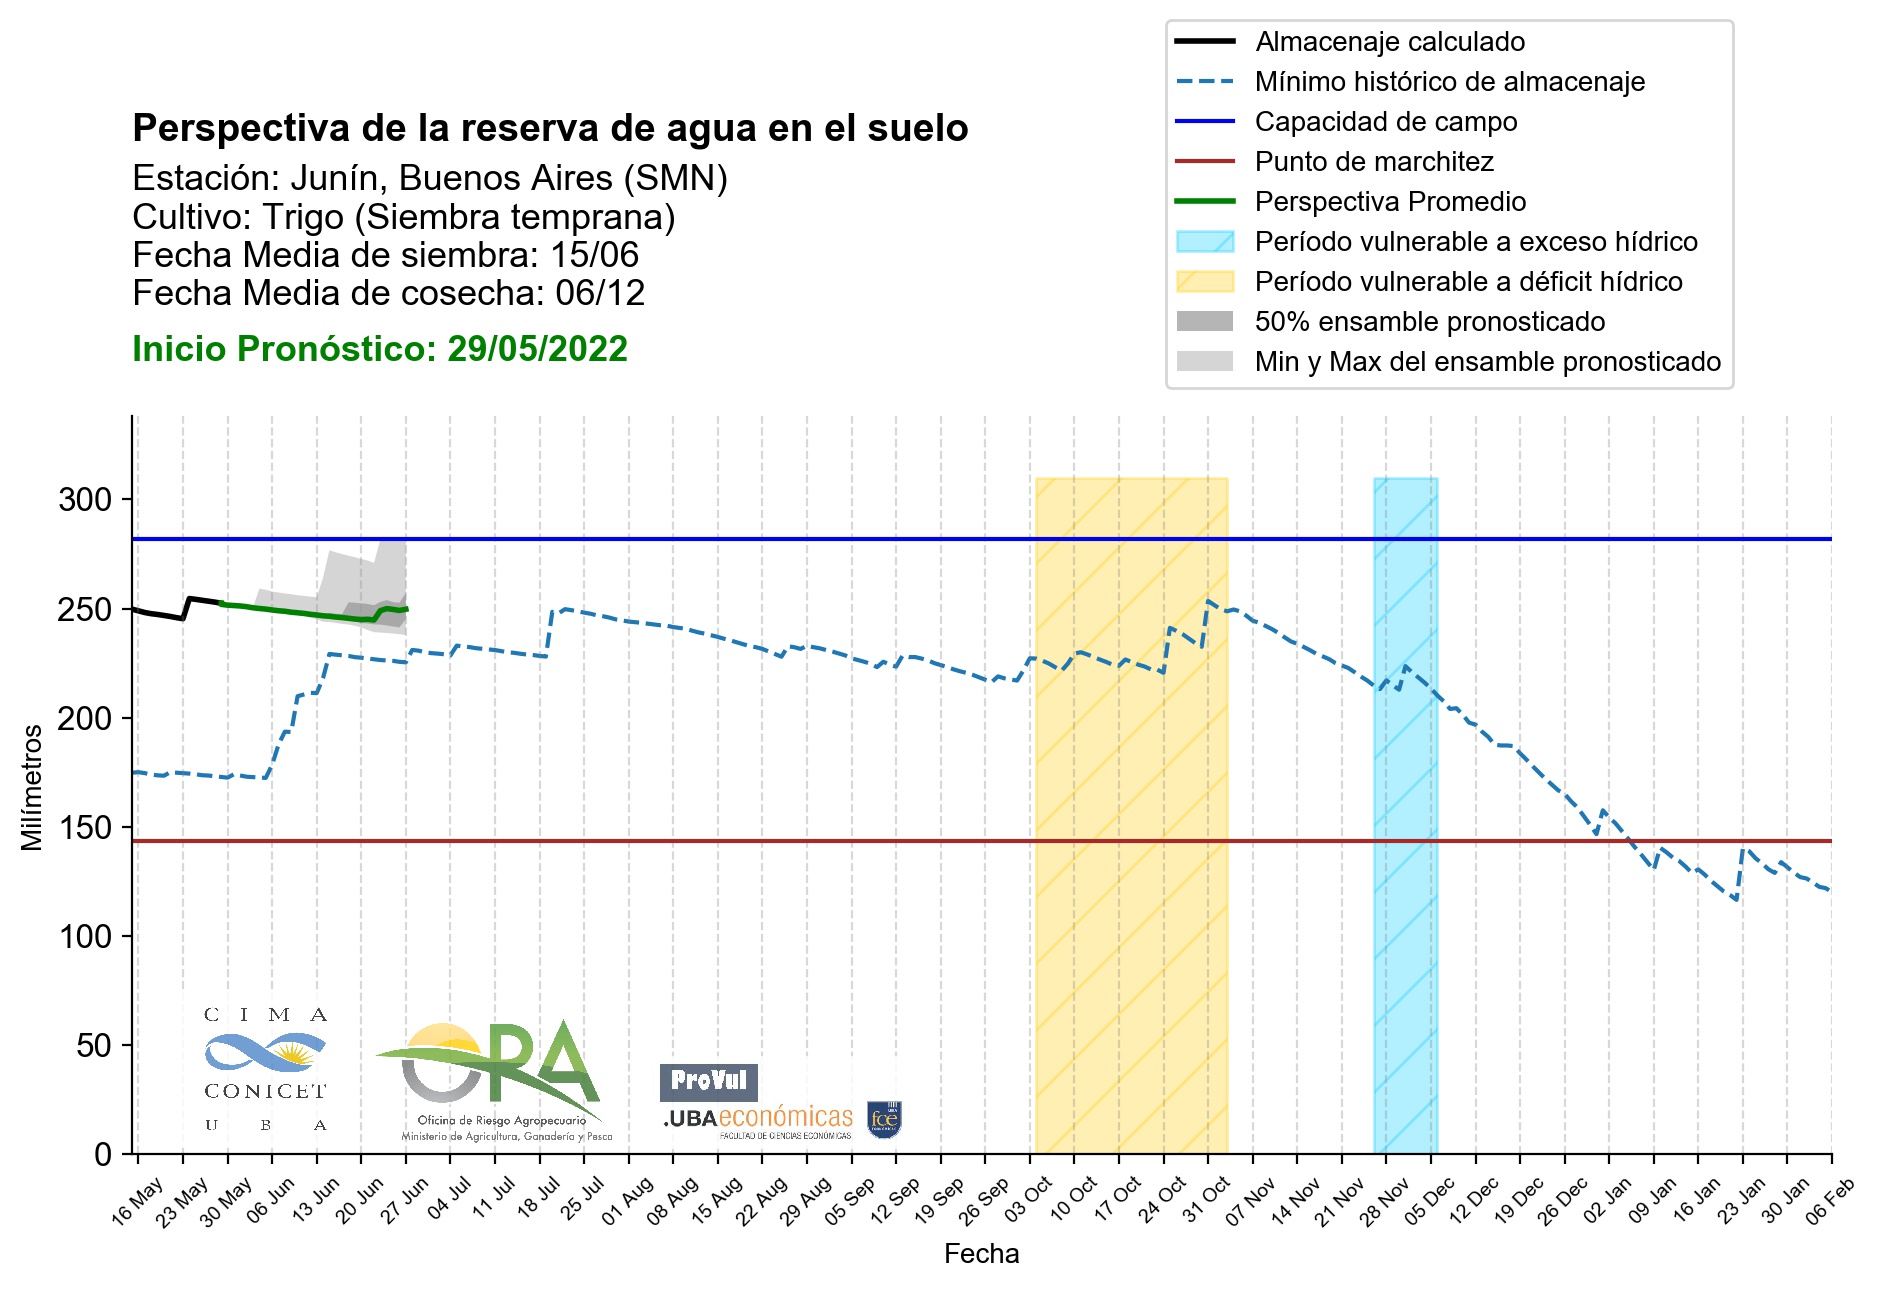 Almacenaje calculado
Mínimo histórico de almacenaje
Capacidad de campo
Punto de marchitez
Perspectiva Promedio
Período vulnerable a exceso hídrico
Período vulnerable a déficit hídrico
50% ensamble pronosticado
Min y Max del ensamble pronosticado
Perspectiva de la reserva de agua en el suelo
Estación: Junín, Buenos Aires (SMN)
Cultivo: Trigo (Siembra temprana)
Fecha Media de siembra: 15/06
Fecha Media de cosecha: 06/12
Inicio Pronóstico: 29/05/2022
Milímetros
300
250
200
150
100
50
0
CIMA
CONICET
UBA
ORA
Oficina de Riesgo Agropecuario
Ministerio de Agricultura, Ganadería y Pesca
ProVul
.UBAeconómicas
FACULTAD DE CIENCIAS ECONÓMICAS
fce
16 May
23 May
30 May
06 Jun
13 Jun
20 Jun
27 Jun
04 Jul
11 Jul
18 Jul
25 Jul
01 Aug
08 Aug
15 Aug
22 Aug
29 Aug
05 Sep
12 Sep
19 Sep
26 Sep
03 Oct
10 Oct
17 Oct
24 Oct
31 Oct
07 Nov
14 Nov
21 Nov
28 Nov
05 Dec
12 Dec
19 Dec
26 Dec
02 Jan
09 Jan
16 Jan
23 Jan
30 Jan
06 Feb
Fecha